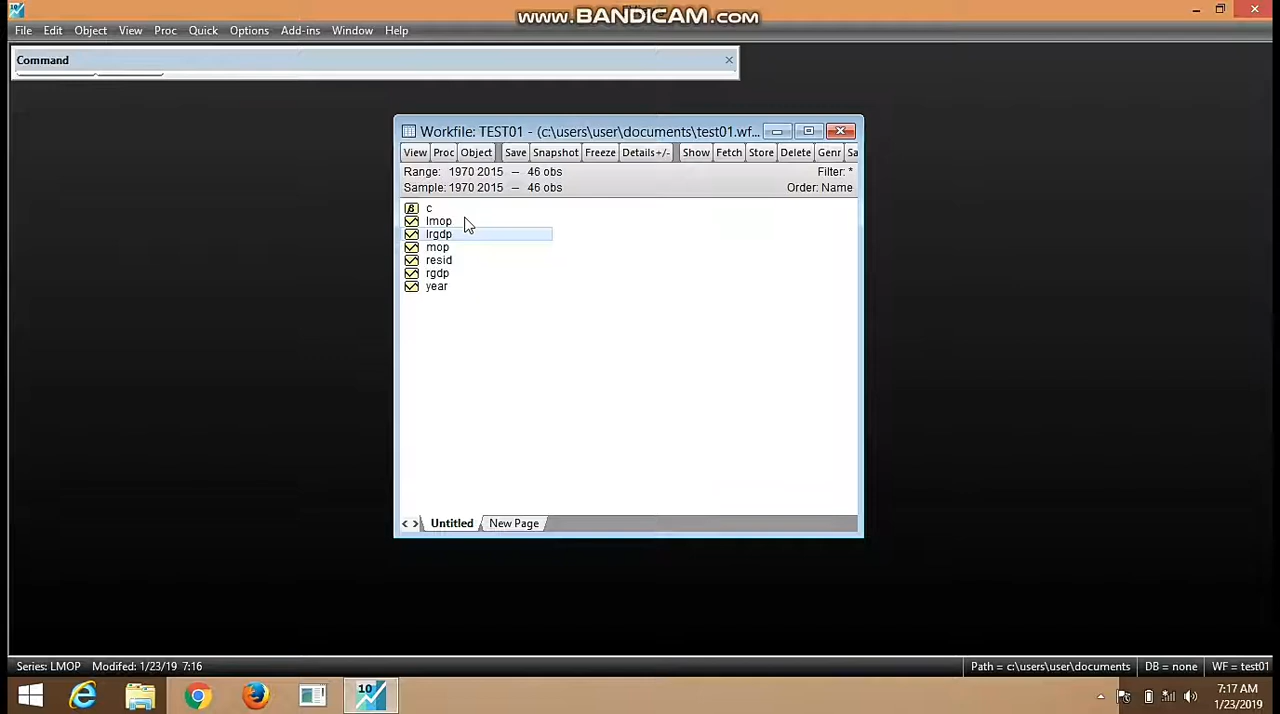 10
www.BANDICAM.com
File Edit Object View Proc Quick Options Add-ins Window Help
Command
Workfile: TEST01 - (c:\users\user\documents\test01.wf...
View Proc Object Save Snapshot Freeze Details+/- Show Fetch Store Delete Genr Sa
Range: 1970 2015 – 46 obs Filter: *
Sample: 1970 2015 – 46 obs Order: Name
β c
lmop
lrgdp
mop
resid
rgdp
year
< > Untitled New Page
Series: LMOP Modifed: 1/23/19 7:16 Path = c:\users\user\documents DB = none WF = test01
10
7:17 AM
1/23/2019